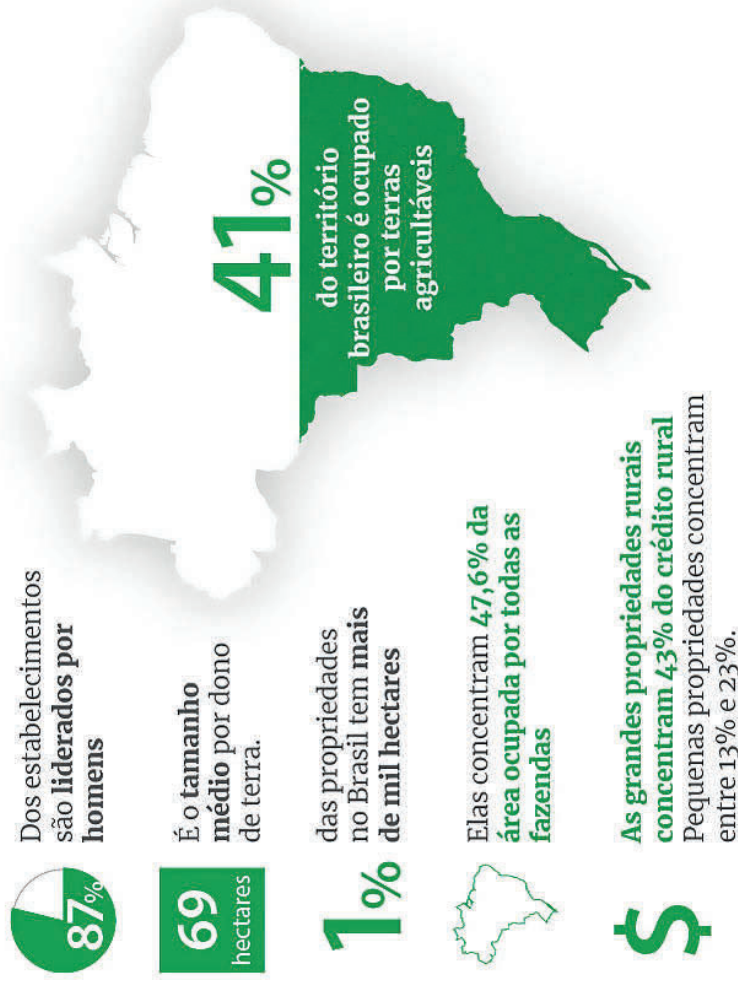 87%
Dos estabelecimentos
são liderados por
homens
69
hectares
É o tamanho
médio por dono
de terra.
1%
das propriedades
no Brasil tem mais
de mil hectares
Elas concentram 47,6% da
área ocupada por todas as
fazendas
$
As grandes propriedades rurais
concentram 43% do crédito rural
Pequenas propriedades concentram
entre 13% e 23%.
41%
do território
brasileiro é ocupado
por terras
agricultáveis